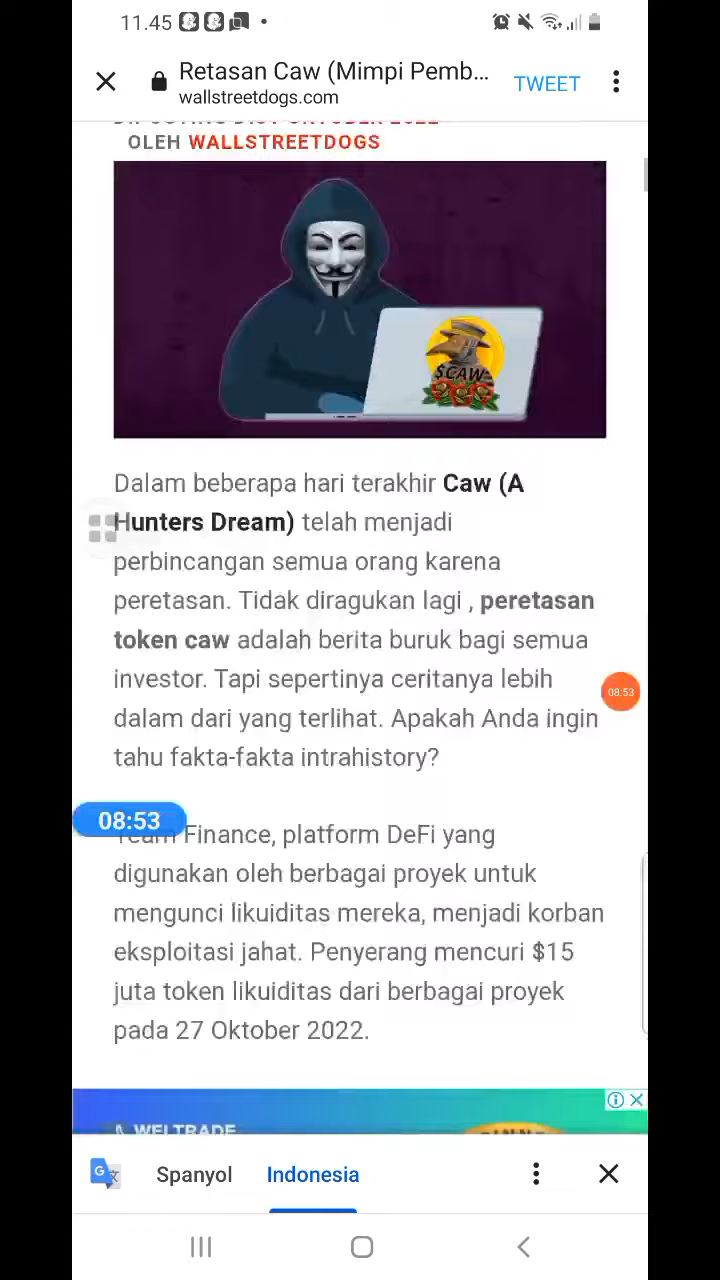 11.45
Retasan Caw (Mimpi Pemb...
wallstreetdogs.com
TWEET
OLEH WALLSTREETDOGS
$CAW
Dalam beberapa hari terakhir Caw (A
Hunters Dream) telah menjadi
perbincangan semua orang karena
peretasan. Tidak diragukan lagi , peretasan
token caw adalah berita buruk bagi semua
investor. Tapi sepertinya ceritanya lebih
dalam dari yang terlihat. Apakah Anda ingin
tahu fakta-fakta intrahistory?
08:53
08:53
Team Finance, platform DeFi yang
digunakan oleh berbagai proyek untuk
mengunci likuiditas mereka, menjadi korban
eksploitasi jahat. Penyerang mencuri $15
juta token likuiditas dari berbagai proyek
pada 27 Oktober 2022.
WELTRADE
Spanyol
Indonesia